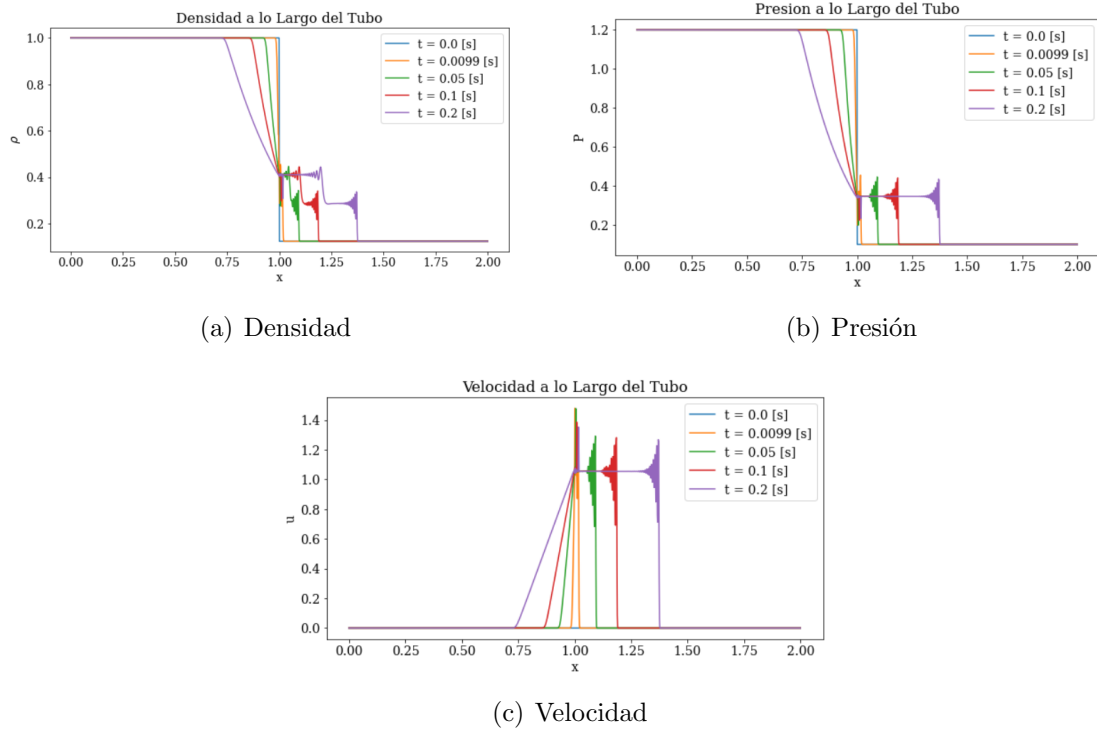 Densidad a lo Largo del Tubo
1.0
0.8
0.6
0.4
0.2
ρ
0.00 0.25 0.50 0.75 1.00 1.25 1.50 1.75 2.00
x
t = 0.0 [s]
t = 0.0099 [s]
t = 0.05 [s]
t = 0.1 [s]
t = 0.2 [s]
(a) Densidad
Presion a lo Largo del Tubo
1.2
1.0
0.8
0.6
0.4
0.2
P
0.00 0.25 0.50 0.75 1.00 1.25 1.50 1.75 2.00
x
t = 0.0 [s]
t = 0.0099 [s]
t = 0.05 [s]
t = 0.1 [s]
t = 0.2 [s]
(b) Presión
Velocidad a lo Largo del Tubo
1.4
1.2
1.0
0.8
0.6
0.4
0.2
0.0
u
0.00 0.25 0.50 0.75 1.00 1.25 1.50 1.75 2.00
x
t = 0.0 [s]
t = 0.0099 [s]
t = 0.05 [s]
t = 0.1 [s]
t = 0.2 [s]
(c) Velocidad